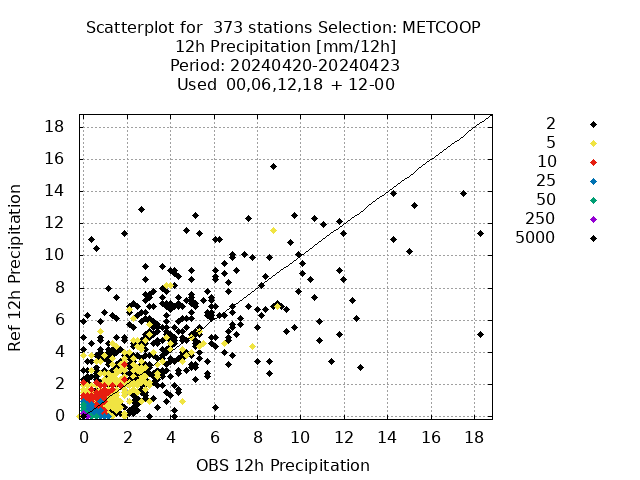 Scatterplot for  373 stations Selection: METCOOP
12h Precipitation [mm/12h]
Period: 20240420-20240423
Used  00,06,12,18  + 12-00
2
5
10
25
50
250
5000
18
16
14
12
10
8
6
4
2
0
Ref 12h Precipitation
0 2 4 6 8 10 12 14 16 18
OBS 12h Precipitation